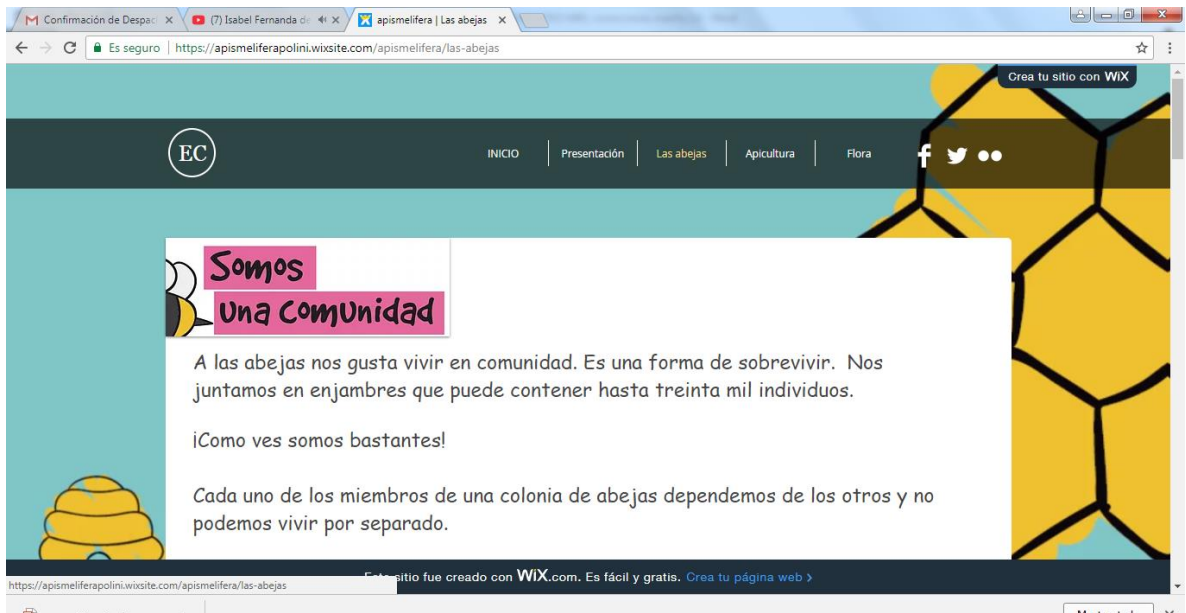 Confirmación de Despac
(7) Isabel Fernanda d
apismelifera | Las abejas
Es seguro | https://apismeliferapolini.wixsite.com/apismelifera/las-abejas
Crea tu sitio con WiX
EC INICIO Presentación Las abejas Apicultura Flora
Somos
una comunidad
A las abejas nos gusta vivir en comunidad. Es una forma de sobrevivir. Nos
juntamos en enjambres que puede contener hasta treinta mil individuos.
¡Como ves somos bastantes!
Cada uno de los miembros de una colonia de abejas dependemos de los otros y no
podemos vivir por separado.
sitio fue creado con WiX.com. Es fácil y gratis. Crea tu página web >
https://apismeliferapolini.wixsite.com/apismelifera/las-abejas